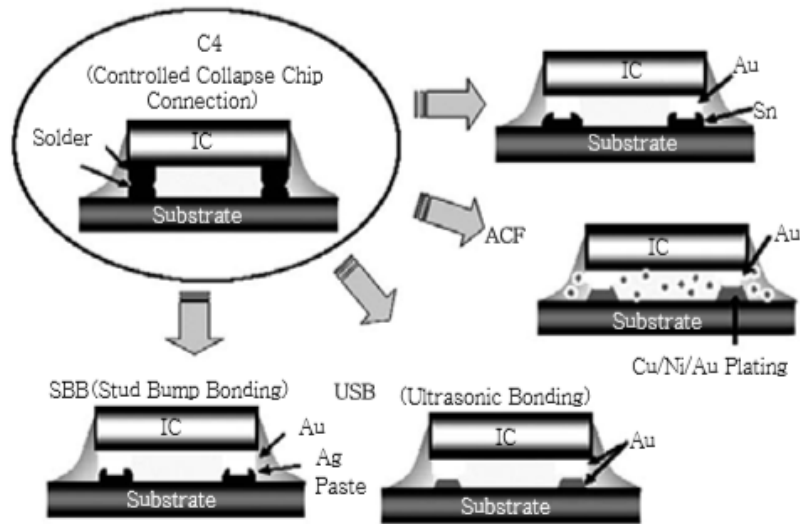 C4
(Controlled Collapse Chip
Connection)
Solder
IC
Substrate
IC
Au
Sn
Substrate
ACF
IC
Au
Substrate
Cu/Ni/Au Plating
SBB(Stud Bump Bonding)
IC
Au
Ag
Paste
Substrate
USB (Ultrasonic Bonding)
IC
Au
Substrate